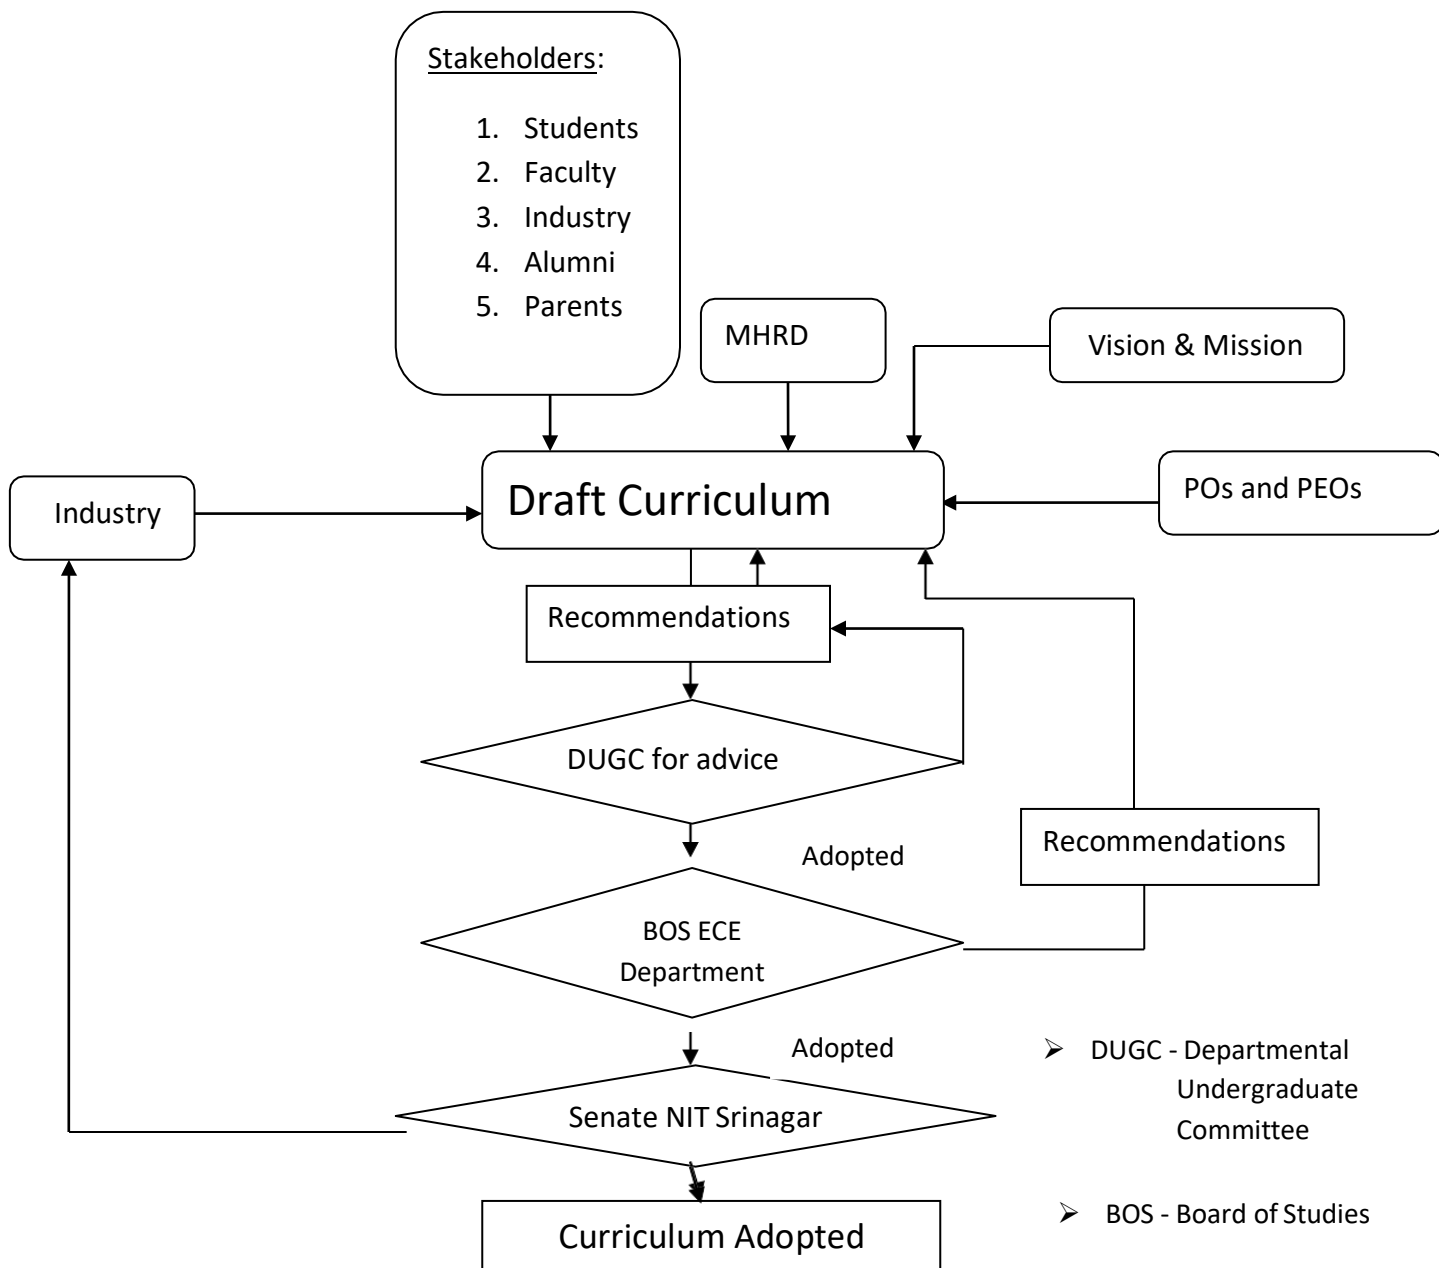 Stakeholders:
1. Students
2. Faculty
3. Industry
4. Alumni
5. Parents
MHRD
Vision & Mission
Industry
Draft Curriculum
POs and PEOs
Recommendations
DUGC for advice
Adopted
Recommendations
BOS ECE
Department
Adopted
Senate NIT Srinagar
➢ DUGC - Departmental
Undergraduate
Committee
➢ BOS - Board of Studies
Curriculum Adopted